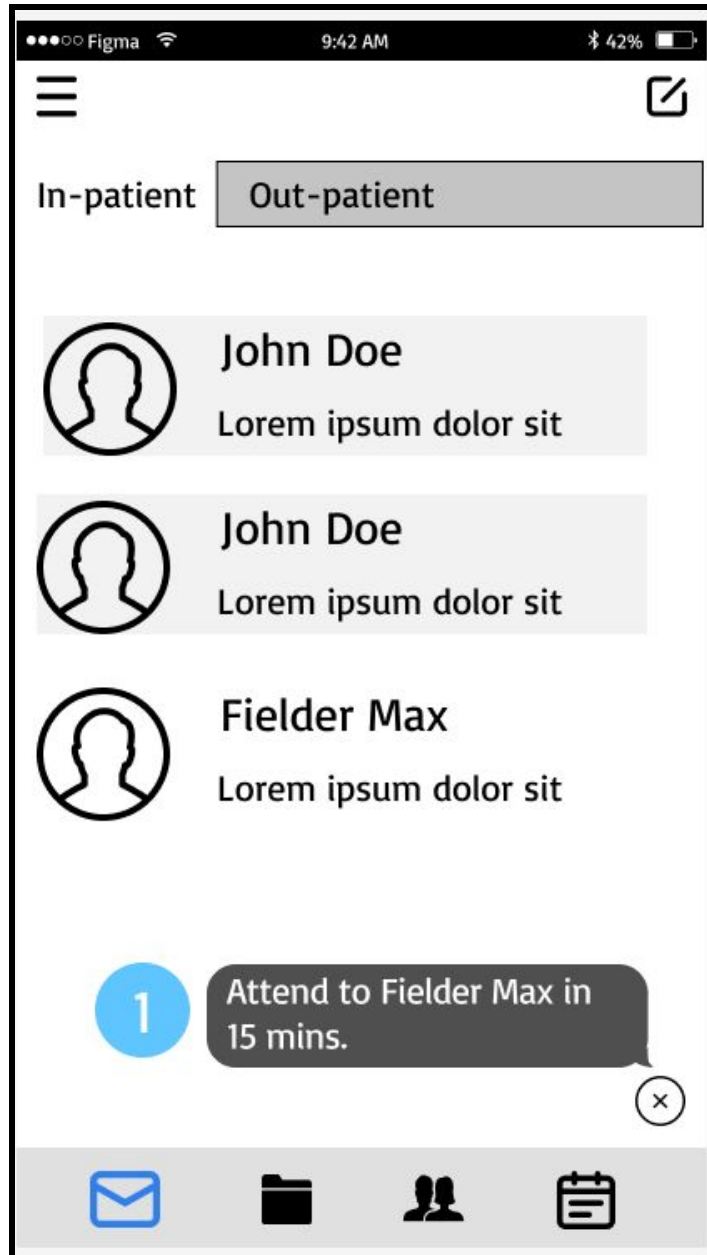 Figma 9:42 AM 42%
In-patient Out-patient
John Doe
Lorem ipsum dolor sit
John Doe
Lorem ipsum dolor sit
Fielder Max
Lorem ipsum dolor sit
1
Attend to Fielder Max in
15 mins.